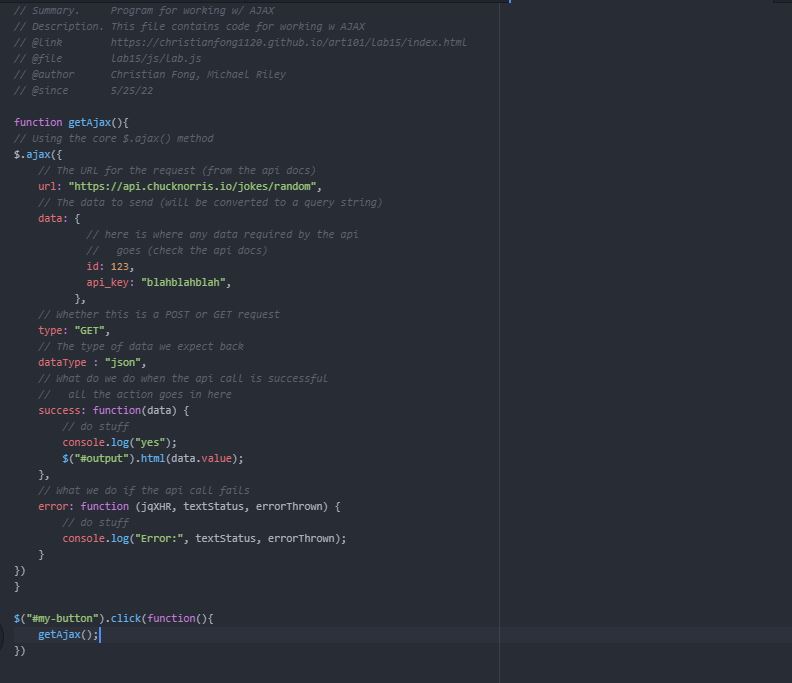 // Summary.     Program for working w/ AJAX
// Description. This file contains code for working w AJAX
// @link        https://christianfong1120.github.io/art101/lab15/index.html
// @file        lab15/js/lab.js
// @author      Christian Fong, Michael Riley
// @since       5/25/22

function getAjax(){
// Using the core $.ajax() method
$.ajax({
    // The URL for the request (from the api docs)
    url: "https://api.chucknorris.io/jokes/random",
    // The data to send (will be converted to a query string)
    data: {
            // here is where any data required by the api
            //   goes (check the api docs)
            id: 123,
            api_key: "blahblahblah",
          },
    // Whether this is a POST or GET request
    type: "GET",
    // The type of data we expect back
    dataType : "json",
    // What do we do when the api call is successful
    //   all the action goes in here
    success: function(data) {
        // do stuff
        console.log("yes");
        $("#output").html(data.value);
    },
    // What we do if the api call fails
    error: function (jqXHR, textStatus, errorThrown) {
        // do stuff
        console.log("Error:", textStatus, errorThrown);
    }
})
}

$("#my-button").click(function(){
    getAjax();
})